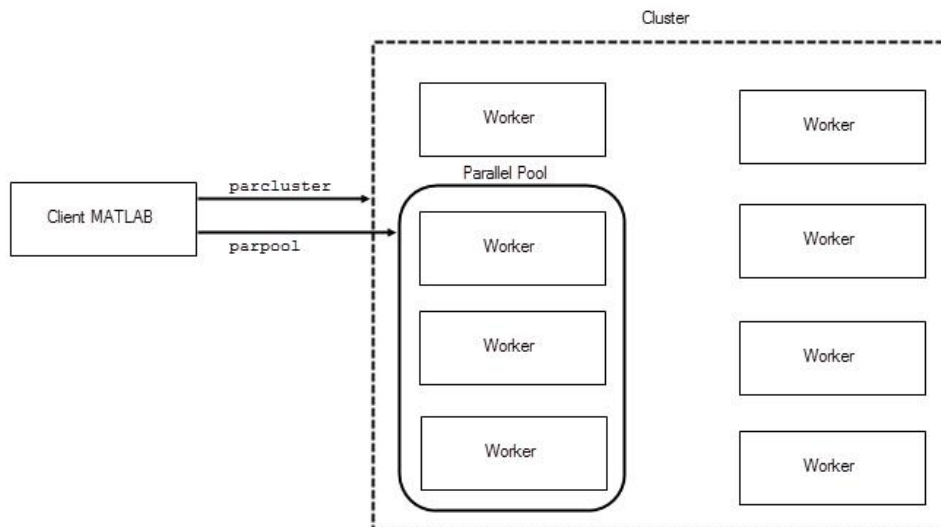 Cluster
Worker
Worker
Parallel Pool
parcluster
Client MATLAB
parpool
Worker
Worker
Worker
Worker
Worker
Worker